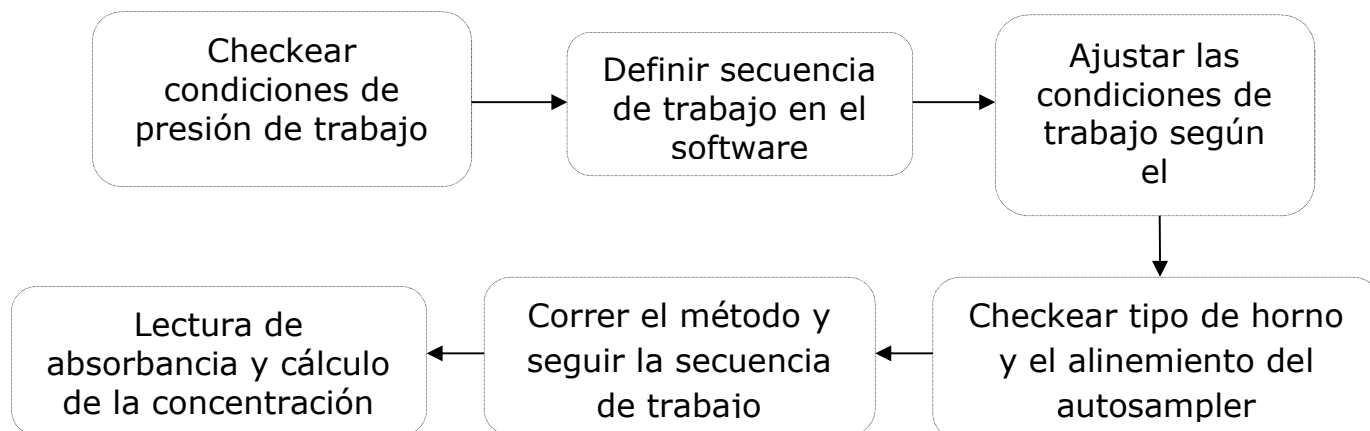 Checkear
condiciones de
presión de trabajo
Definir secuencia
de trabajo en el
software
Ajustar las
condiciones de
trabajo según
el
Checkear tipo de horno
y el alinemiento del
autosampler
Correr el método y
seguir la secuencia
de trabajo
Lectura de
absorbancia y cálculo
de la concentración